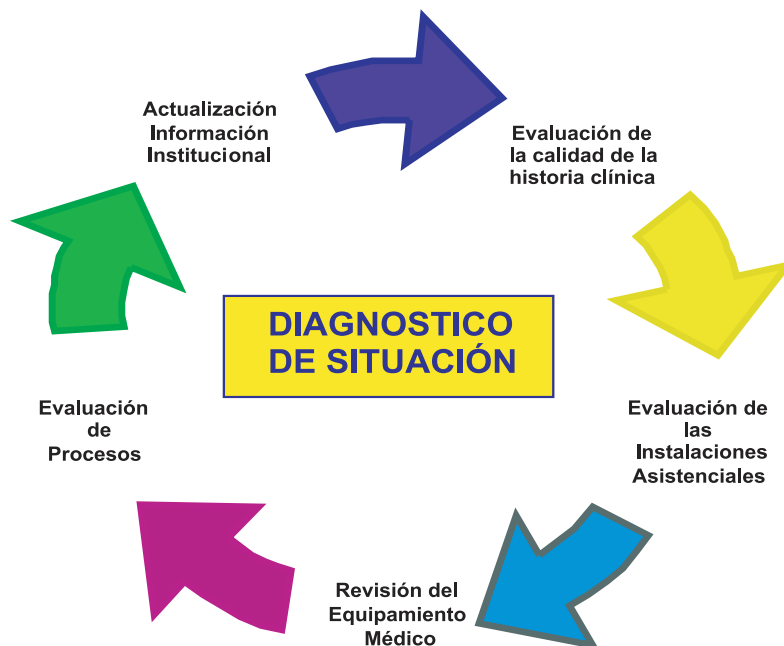 Actualización
Información
Institucional
Evaluación de
la calidad de la
historia clínica
DIAGNOSTICO
DE SITUACIÓN
Evaluación
de
Procesos
Evaluación de
las
Instalaciones
Asistenciales
Revisión del
Equipamiento
Médico